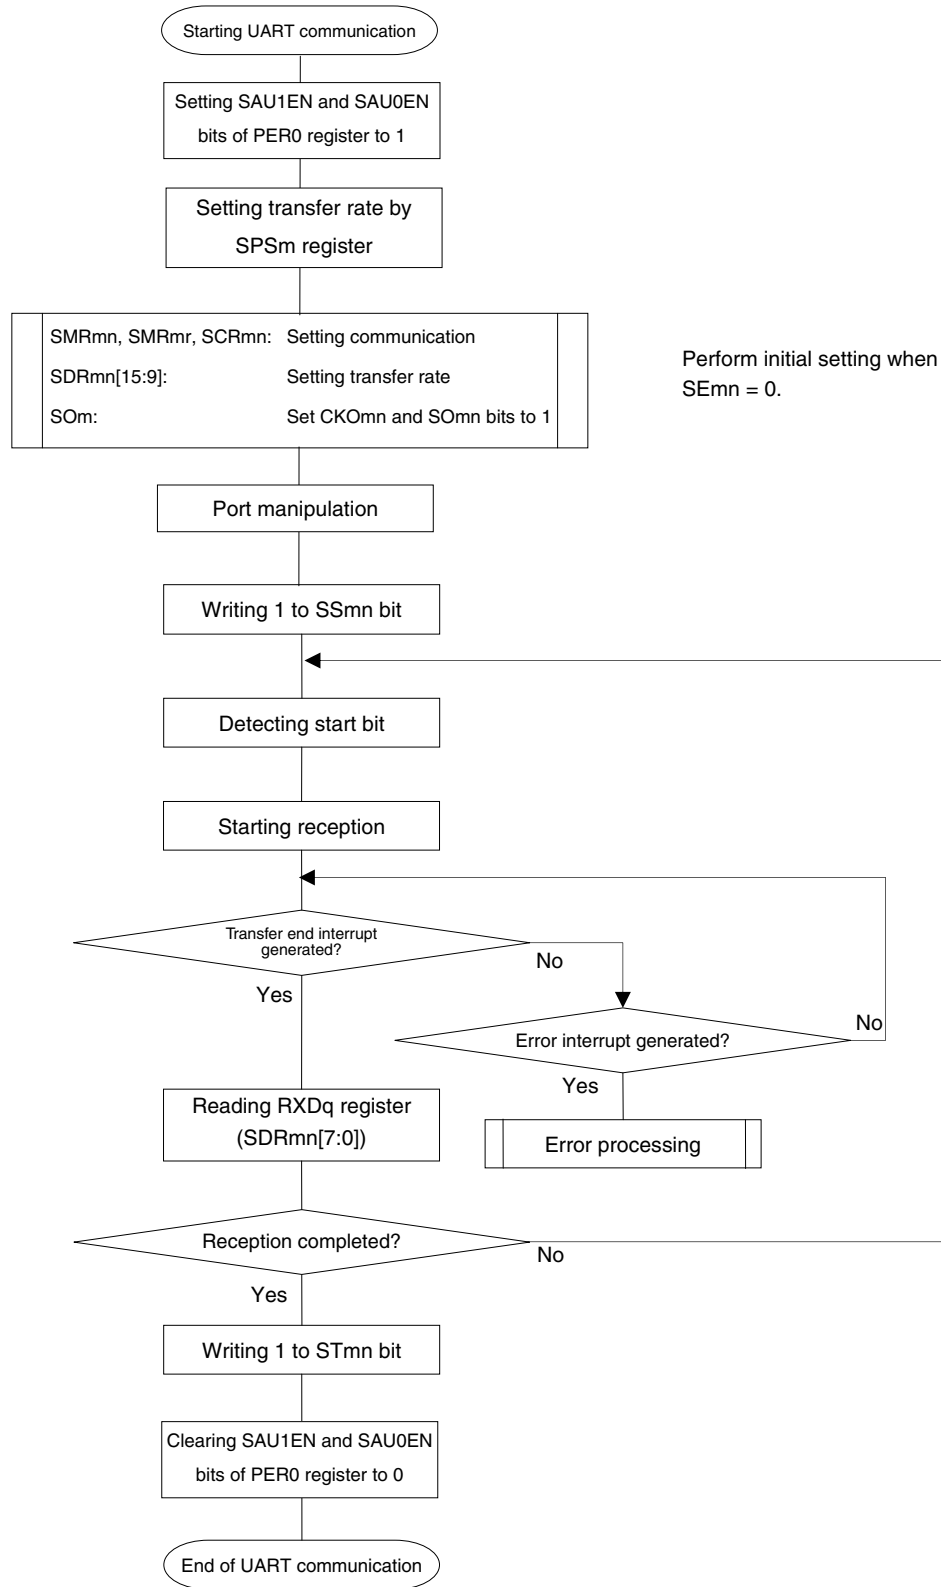 Starting UART communication
Setting SAU1EN and SAU0EN
bits of PER0 register to 1
Setting transfer rate by
SPSm register
SMRmn, SMRmr, SCRmn: Setting communication
SDRmn[15:9]: Setting transfer rate
SOm: Set CKOmn and SOmn bits to 1
Perform initial setting when
SEmn = 0.
Port manipulation
Writing 1 to SSmn bit
Detecting start bit
Starting reception
Transfer end interrupt
generated?
No
Yes
Error interrupt generated?
No
Yes
Error processing
Reading RXDq register
(SDRmn[7:0])
Reception completed?
No
Yes
Writing 1 to STmn bit
Clearing SAU1EN and SAU0EN
bits of PER0 register to 0
End of UART communication